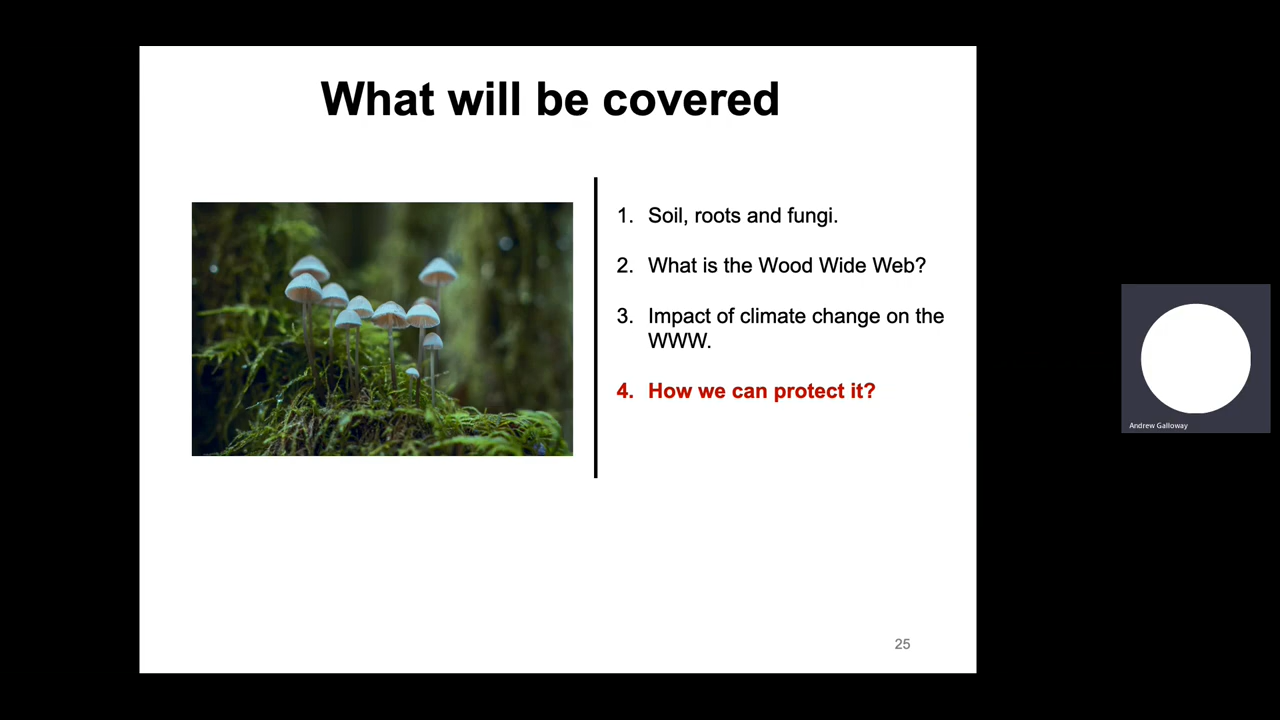 What will be covered
1. Soil, roots and fungi.
2. What is the Wood Wide Web?
3. Impact of climate change on the
WWW.
4. How we can protect it?
25
Andrew Galloway